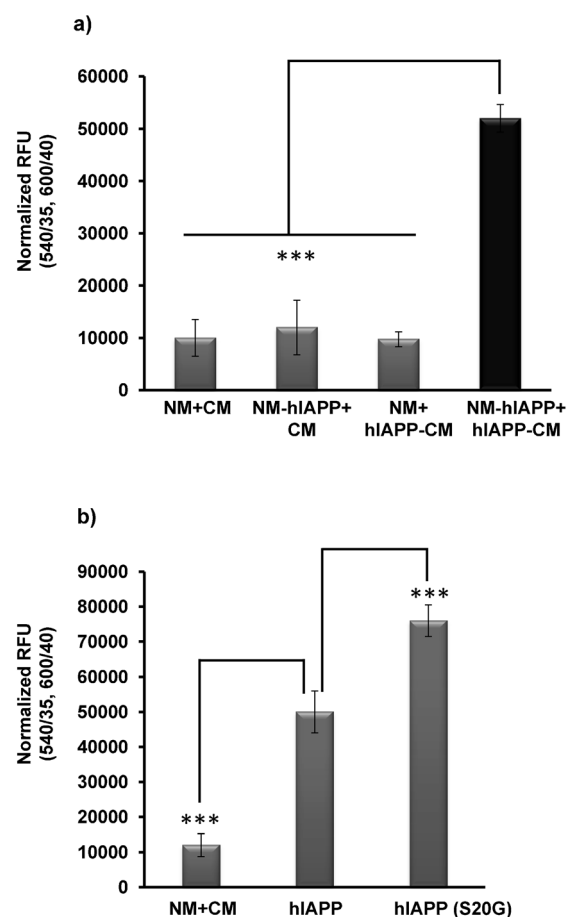 a)
Normalized RFU
(540/35, 600/40)
60000
50000
40000
30000
20000
10000
0
***
NM+CM
NM-hIAPP+
CM
NM+
hIAPP-CM
NM-hIAPP+
hIAPP-CM
b)
Normalized RFU
(540/35, 600/40)
90000
80000
70000
60000
50000
40000
30000
20000
10000
0
***
***
NM+CM
hIAPP
hIAPP (S20G)